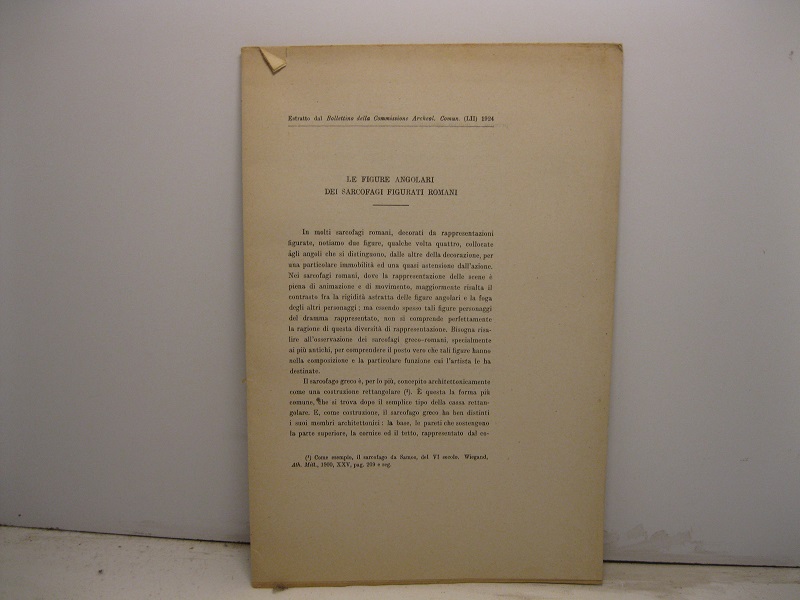 Estratto dal Bollettino della Commissione Archeol. Comun. (LII) 1924
LE FIGURE ANGOLARI
DEI SARCOFAGI FIGURATI ROMANI
In molti sarcofagi romani, decorati da rappresentazioni
figurate, notiamo due figure, qualche volta quattro, collocate
agli angoli che si distinguono, dalle altre della decorazione, per
una particolare immobilità ed una quasi astensione dall'azione.
Nei sarcofagi romani, dove la rappresentazione delle scene è
piena di animazione e di movimento, maggiormente risalta il
contrasto fra la rigidità astratta delle figure angolari e la foga
degli altri personaggi; ma essendo spesso tali figure personaggi
del dramma rappresentato, non si comprende perfettamente
la ragione di questa diversità di rappresentazione. Bisogna risa-
lire all'osservazione dei sarcofagi greco-romani, specialmente
ai più antichi, per comprendere il posto vero che tali figure hanno
nella composizione e la particolare funzione cui l'artista le ha
destinate.
Il sarcofago greco è, per lo più, concepito architettonicamente
come una costruzione rettangolare (¹). È questa la forma più
comune, che si trova dopo il semplice tipo della cassa rettan-
golare. E, come costruzione, il sarcofago greco ha ben distinti
i suoi membri architettonici: la base, le pareti che sostengono
la parte superiore, la cornice ed il tetto, rappresentato dal co-
(¹) Come esempio, il sarcofago da Samos, del VI secolo. Wiegand,
Ath. Mitt., 1900, XXV, pag. 209 e seg.